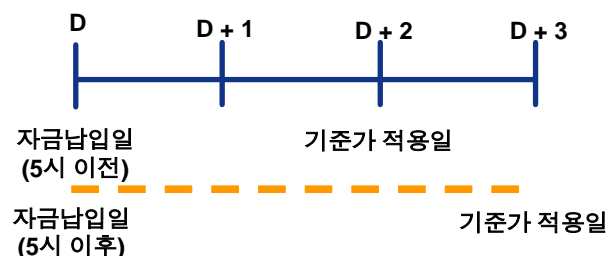 D D + 1 D + 2 D + 3
자금납입일 기준가 적용일
(5시 이전)
자금납입일 기준가 적용일
(5시 이후)